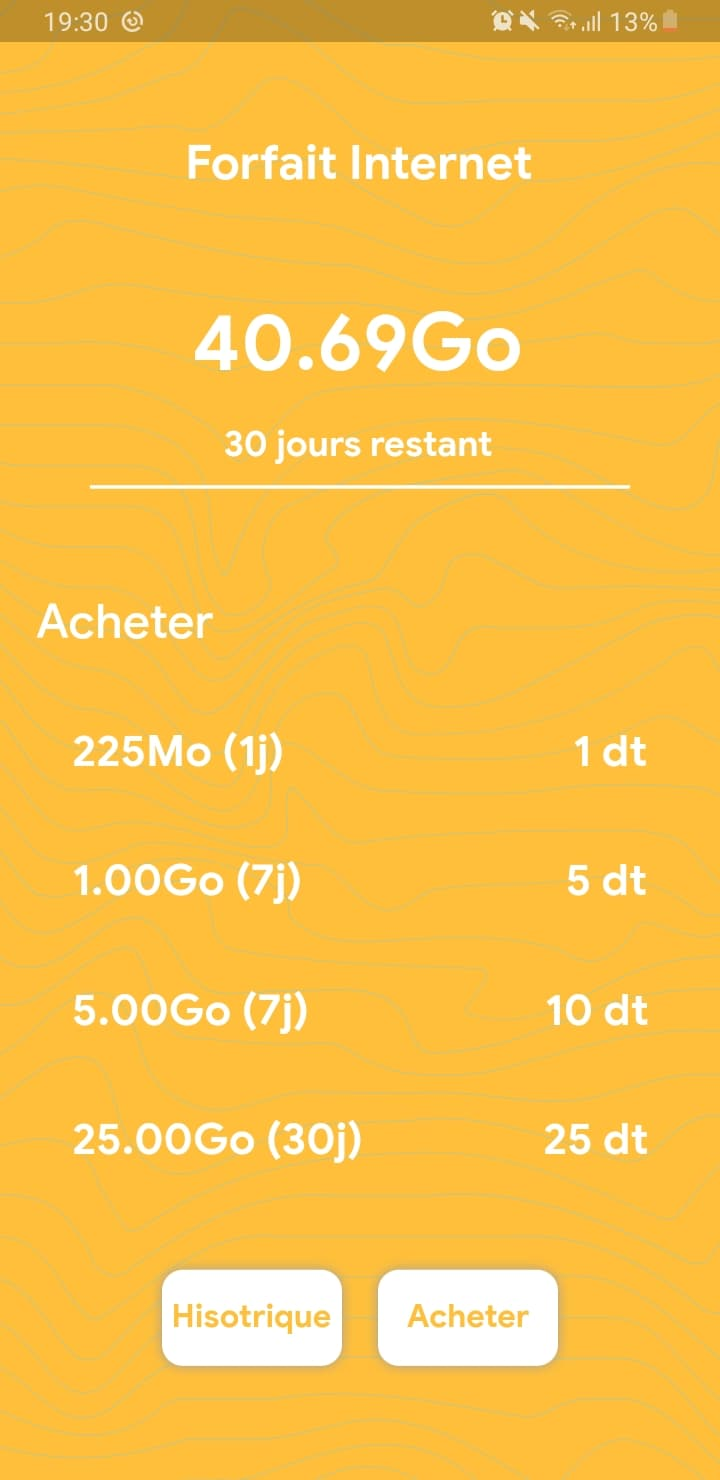 19:30 13%
Forfait Internet
40.69Go
30 jours restant
Acheter
225Mo (1j) 1 dt
1.00Go (7j) 5 dt
5.00Go (7j) 10 dt
25.00Go (30j) 25 dt
Hisotrique Acheter